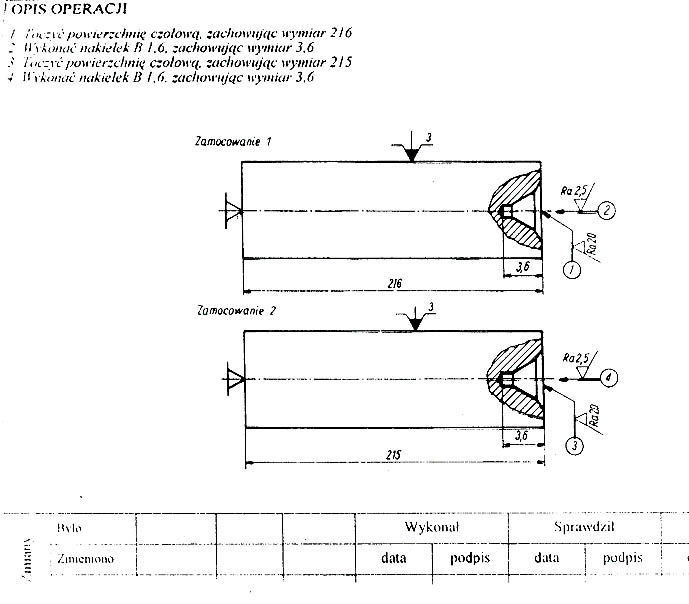 OPIS OPERACJI
1 Toczyć powierzchnię czołową, zachowując wymiar 216
2 Wykonać nakiełek B 1,6, zachowując wymiar 3,6
3 Toczyć powierzchnię czołową, zachowując wymiar 215
4 Wykonać nakiełek B 1,6, zachowując wymiar 3,6
Zamocowanie 1
3
Ra 2,5
2
Ra 20
3,6
1
216
Zamocowanie 2
3
Ra 2,5
4
Ra 20
3,6
3
215
Zmiany
Było Wykonał Sprawdził
Zmieniono data podpis data podpis